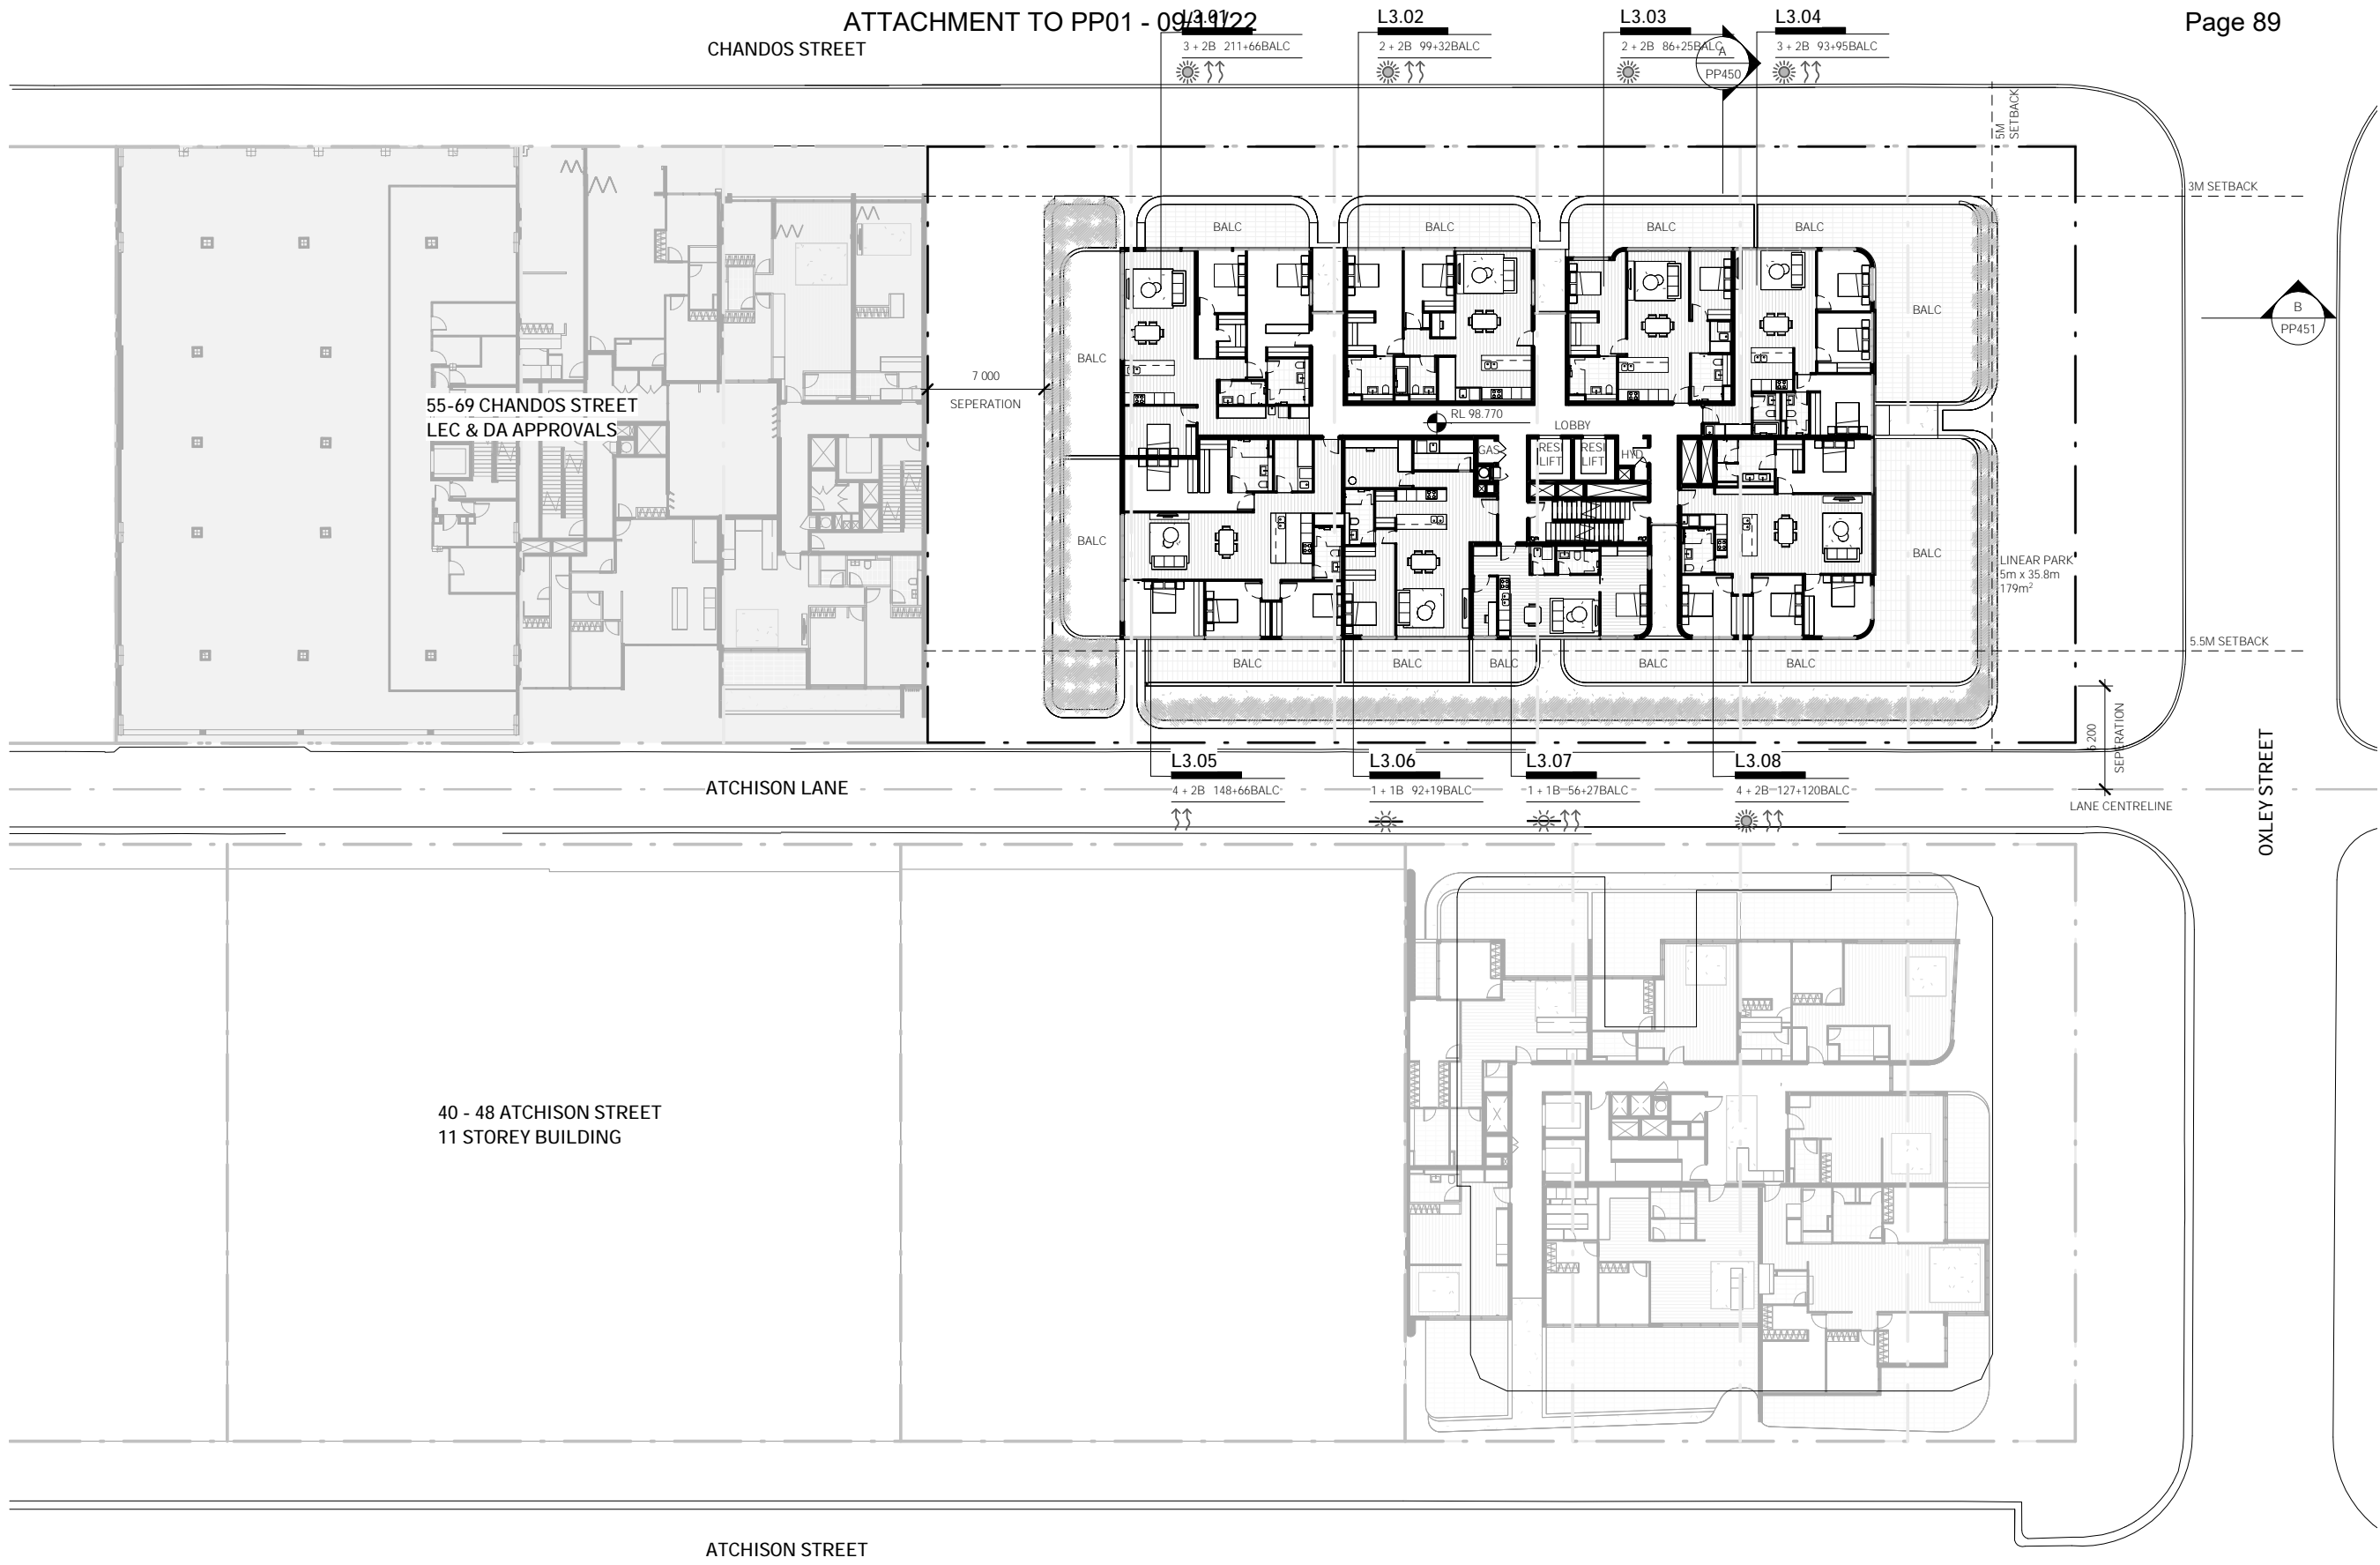 ATTACHMENT TO PP01 - 09/11/22
Page 89
CHANDOS STREET
L3.01
3 + 2B 211+66BALC
L3.02
2 + 2B 99+32BALC
L3.03
2 + 2B 86+25BALC
A
PP450
L3.04
3 + 2B 93+95BALC
5M
SETBACK
3M SETBACK
BALC
BALC
BALC
BALC
BALC
BALC
B
PP451
7 000
SEPERATION
55-69 CHANDOS STREET
LEC & DA APPROVALS
RL 98.770
LOBBY
GAS
RESI
LIFT
RESI
LIFT
HYD
BALC
BALC
LINEAR PARK
5m x 35.8m
179m²
5.5M SETBACK
BALC
BALC
BALC
BALC
BALC
SEPERATION
L3.05
4 + 2B 148+66BALC
L3.06
1 + 1B 92+19BALC
L3.07
1 + 1B 56+27BALC
L3.08
4 + 2B 127+120BALC
ATCHISON LANE
LANE CENTRELINE
OXLEY STREET
40 - 48 ATCHISON STREET
11 STOREY BUILDING
ATCHISON STREET